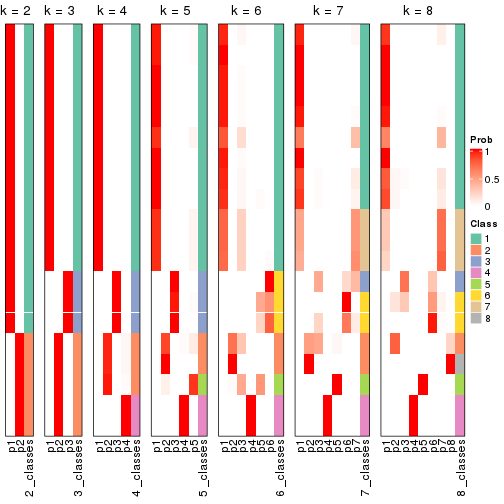 k = 2 k = 3 k = 4 k = 5 k = 6 k = 7 k = 8
Prob
1
0.5
0
Class
1
2
3
4
5
6
7
8
p1 p2 2_classes
p1 p2 p3 3_classes
p1 p2 p3 p4 4_classes
p1 p2 p3 p4 p5 5_classes
p1 p2 p3 p4 p5 p6 6_classes
p1 p2 p3 p4 p5 p6 p7 7_classes
p1 p2 p3 p4 p5 p6 p7 p8 8_classes